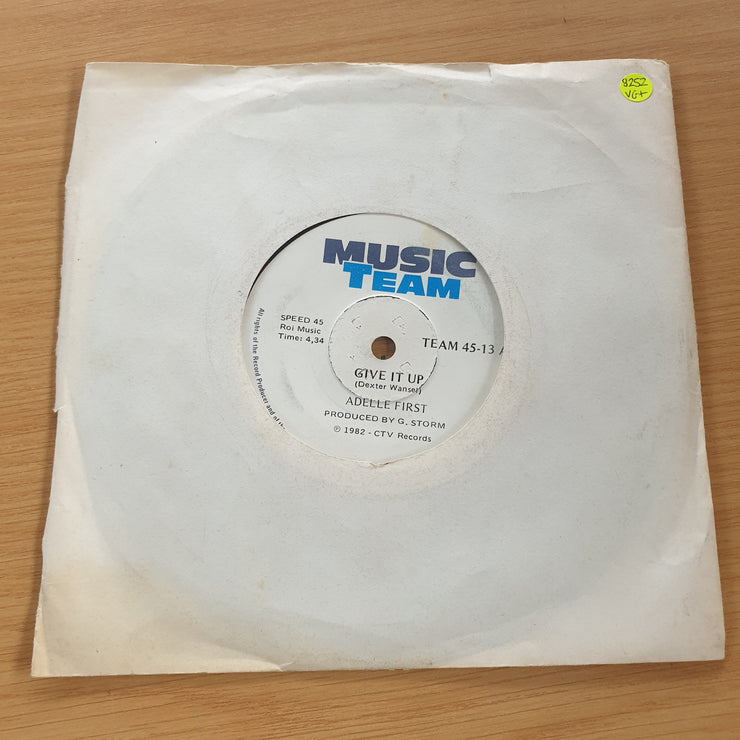 8252
VG+
MUSIC
TEAM
SPEED 45
Roi Music
Time: 4,34
TEAM 45-13 A
GIVE IT UP
(Dexter Wansel)
ADELLE FIRST
PRODUCED BY G. STORM
℗ 1982 - CTV Records
All rights of the Record Producer and of